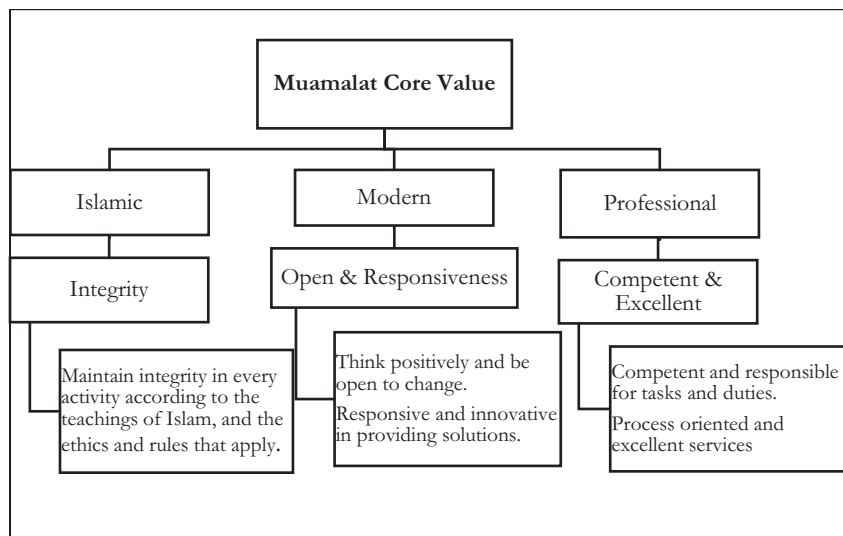 Muamalat Core Value
Islamic
Modern
Professional
Integrity
Open & Responsiveness
Competent &
Excellent
Maintain integrity in every
activity according to the
teachings of Islam, and the
ethics and rules that apply.
Think positively and be
open to change.
Responsive and innovative
in providing solutions.
Competent and responsible
for tasks and duties.
Process oriented and
excellent services